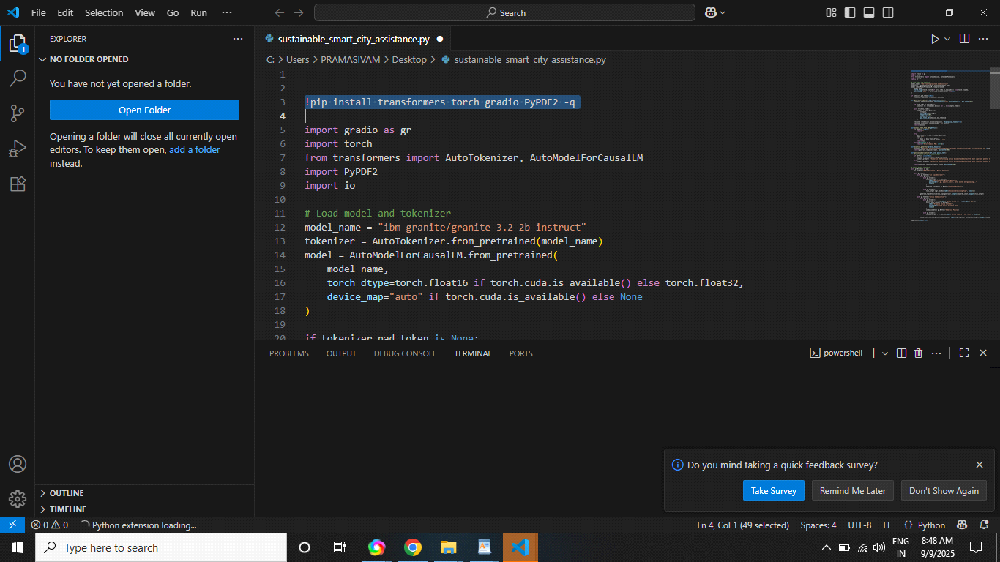 File Edit Selection View Go Run ···
Search
EXPLORER ···
NO FOLDER OPENED
You have not yet opened a folder.
Open Folder
Opening a folder will close all currently open
editors. To keep them open, add a folder
instead.
OUTLINE
TIMELINE
1
sustainable_smart_city_assistance.py
C: > Users > PRAMASIVAM > Desktop > sustainable_smart_city_assistance.py
1
2
3 !pip install transformers torch gradio PyPDF2 -q
4
5 import gradio as gr
6 import torch
7 from transformers import AutoTokenizer, AutoModelForCausalLM
8 import PyPDF2
9 import io
10
11 # Load model and tokenizer
12 model_name = "ibm-granite/granite-3.2-2b-instruct"
13 tokenizer = AutoTokenizer.from_pretrained(model_name)
14 model = AutoModelForCausalLM.from_pretrained(
15     model_name,
16     torch_dtype=torch.float16 if torch.cuda.is_available() else torch.float32,
17     device_map="auto" if torch.cuda.is_available() else None
18 )
19
20 if tokenizer.pad_token is None:
PROBLEMS OUTPUT DEBUG CONSOLE TERMINAL PORTS
powershell
Do you mind taking a quick feedback survey?
Take Survey Remind Me Later Don't Show Again
0 0 Python extension loading...
Ln 4, Col 1 (49 selected) Spaces: 4 UTF-8 LF {} Python
Type here to search
ENG
IN
8:48 AM
9/9/2025